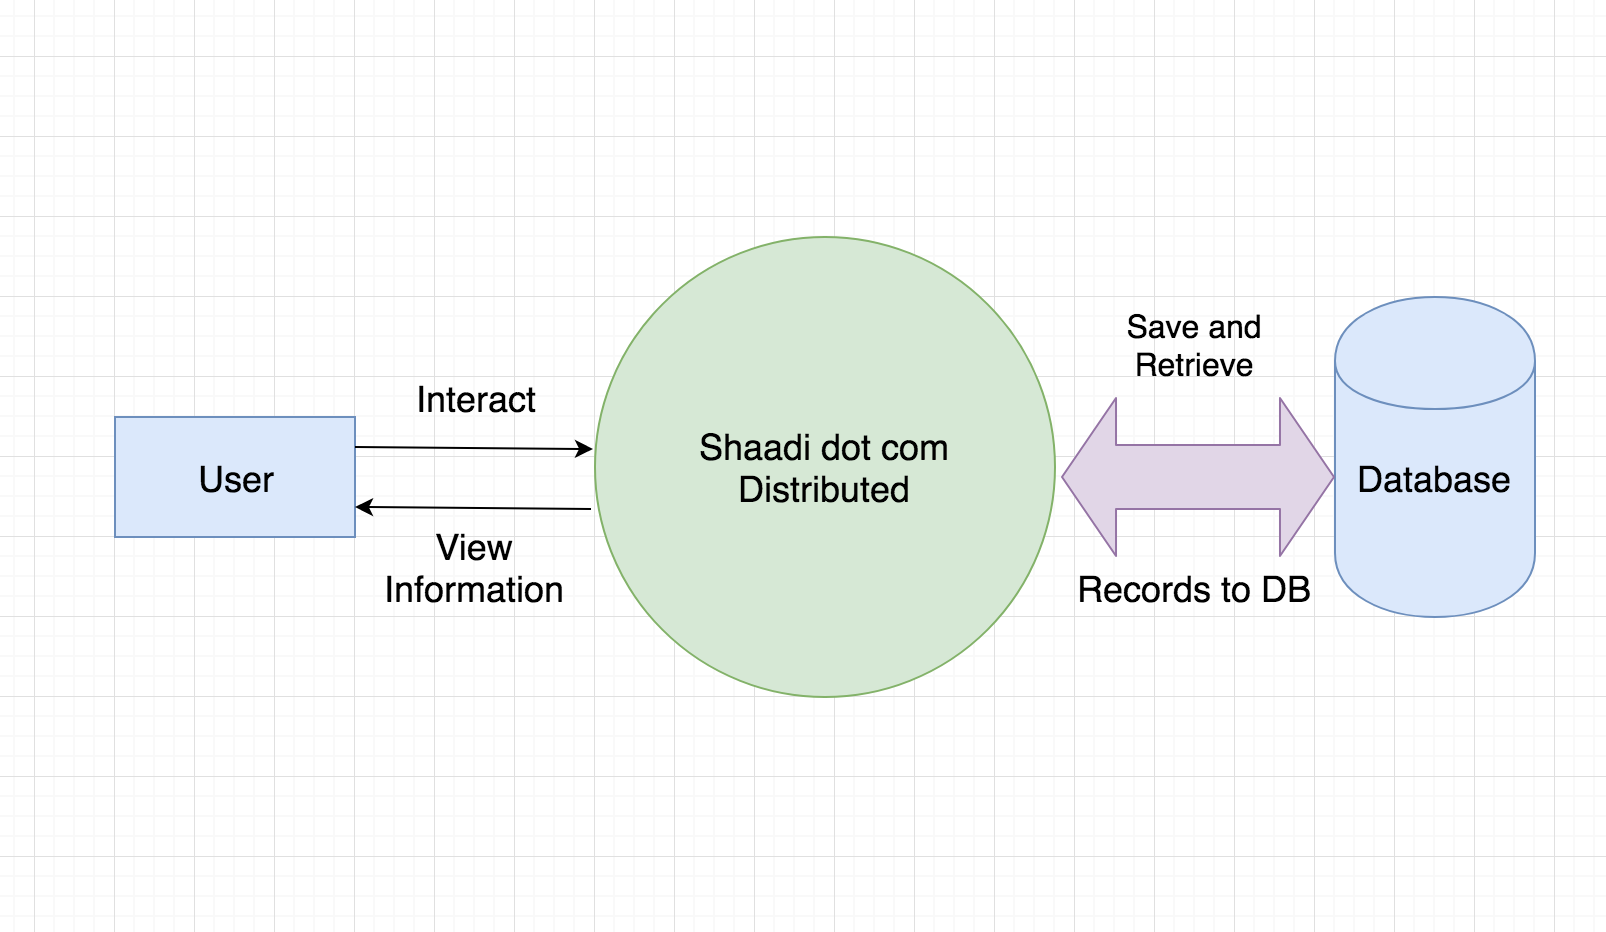 User
Interact
View
Information
Shaadi dot com
Distributed
Save and
Retrieve
Records to DB
Database